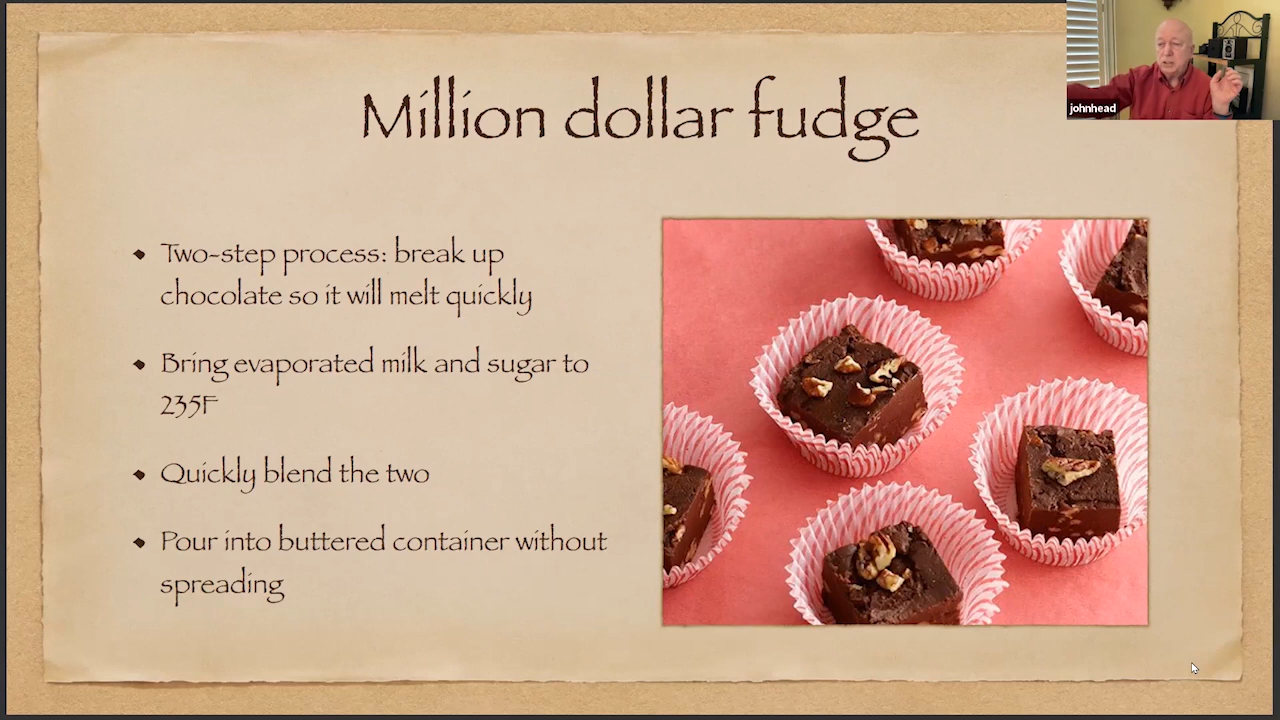 johnhead
Million dollar fudge
Two-step process: break up
chocolate so it will melt quickly
Bring evaporated milk and sugar to
235F
Quickly blend the two
Pour into buttered container without
spreading